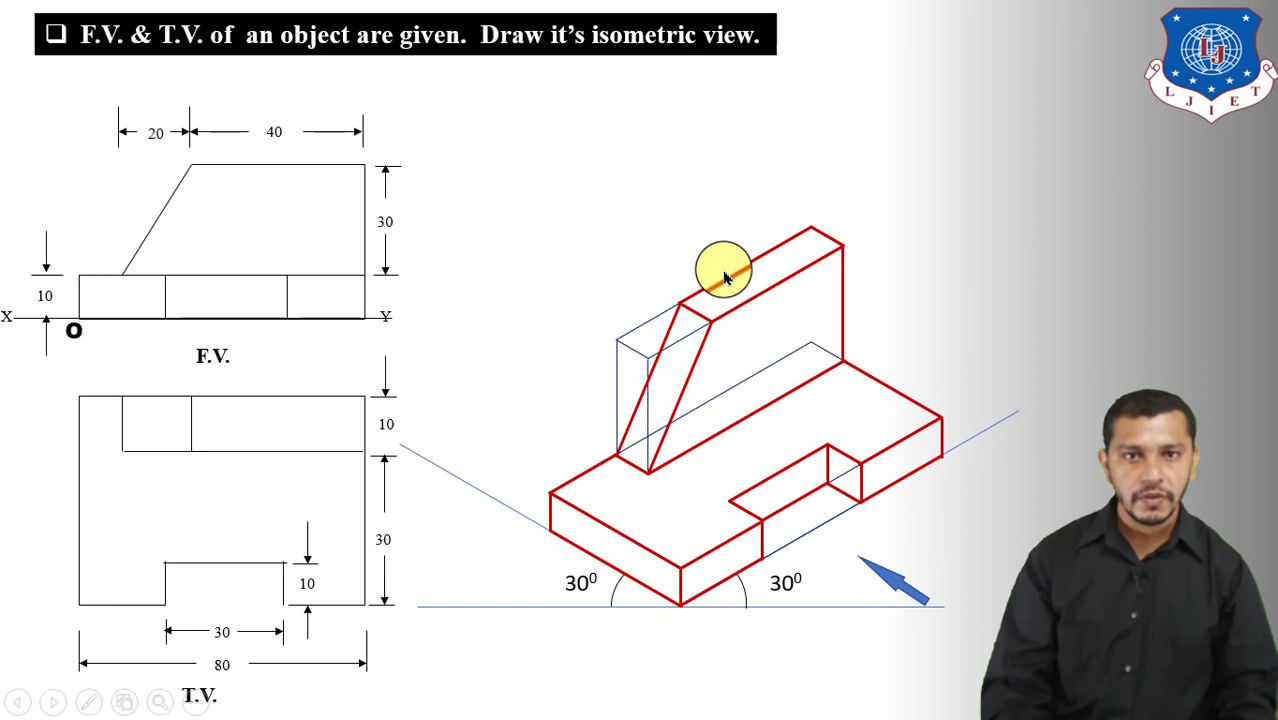 ❑ F.V. & T.V. of an object are given. Draw it’s isometric view.
L J I E T
LJ
20
40
30
10
X
Y
O
F.V.
10
30
10
30
80
T.V.
30⁰
30⁰